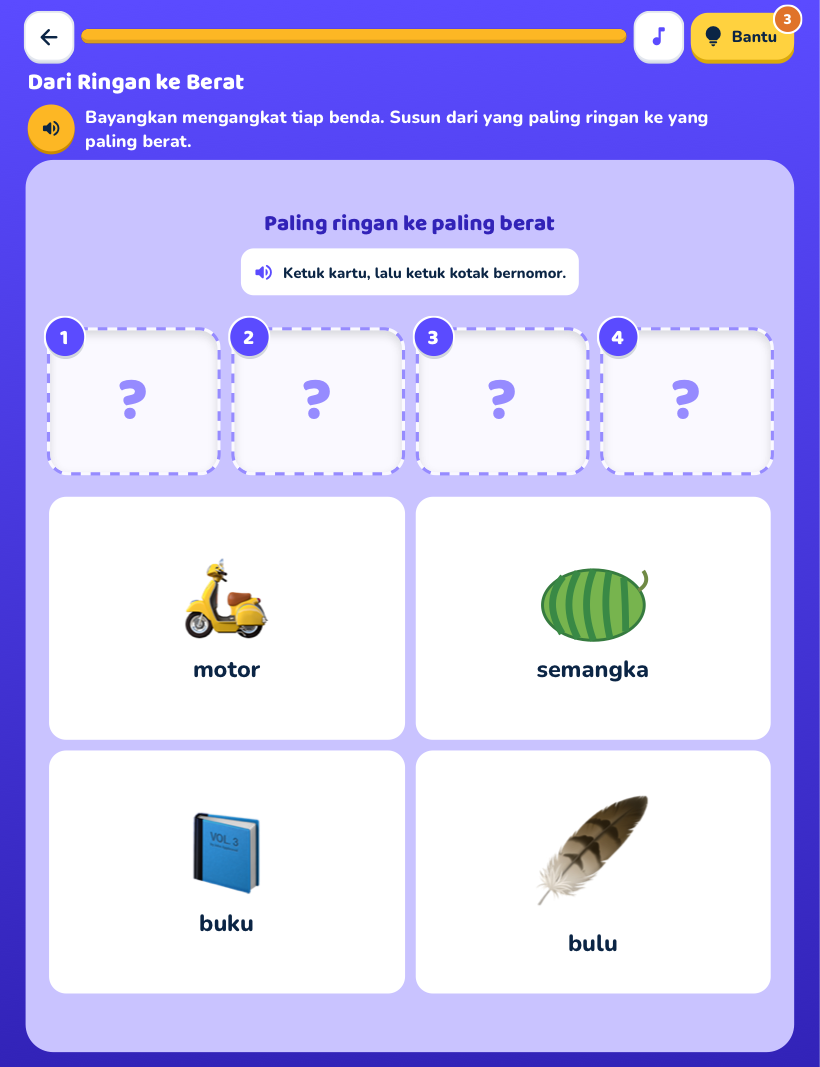 3
Bantu
Dari Ringan ke Berat
Bayangkan mengangkat tiap benda. Susun dari yang paling ringan ke yang
paling berat.
Paling ringan ke paling berat
Ketuk kartu, lalu ketuk kotak bernomor.
1 2 3 4
? ? ? ?
motor
semangka
VOL. 3
buku
bulu